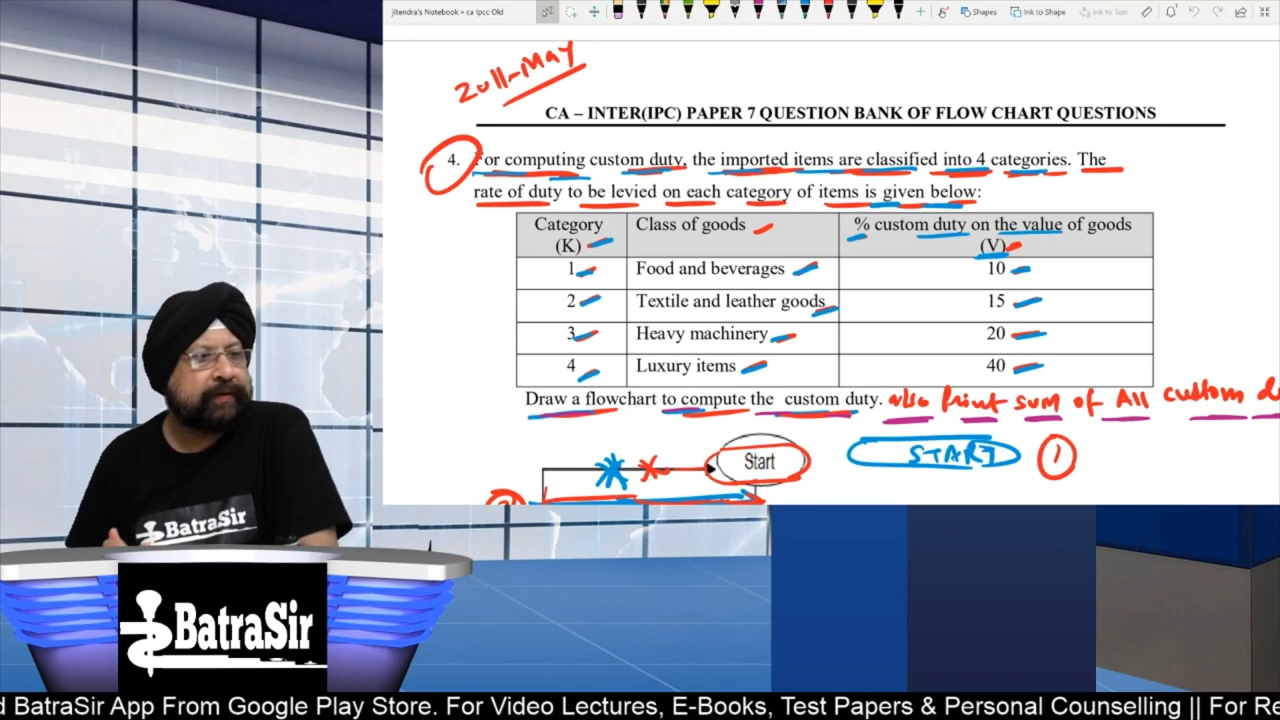 jitendra's Notebook » ca Ipcc Old
Shapes
Ink to Shape
Ink to Text
2011-May
CA – INTER(IPC) PAPER 7 QUESTION BANK OF FLOW CHART QUESTIONS
4. For computing custom duty, the imported items are classified into 4 categories. The
rate of duty to be levied on each category of items is given below:
Category (K) Class of goods % custom duty on the value of goods (V)
1 Food and beverages 10
2 Textile and leather goods 15
3 Heavy machinery 20
4 Luxury items 40
Draw a flowchart to compute the custom duty. also print sum of All custom d
Start
START
1
BatraSir
BatraSir
BatraSir App From Google Play Store. For Video Lectures, E-Books, Test Papers & Personal Counselling || For Re